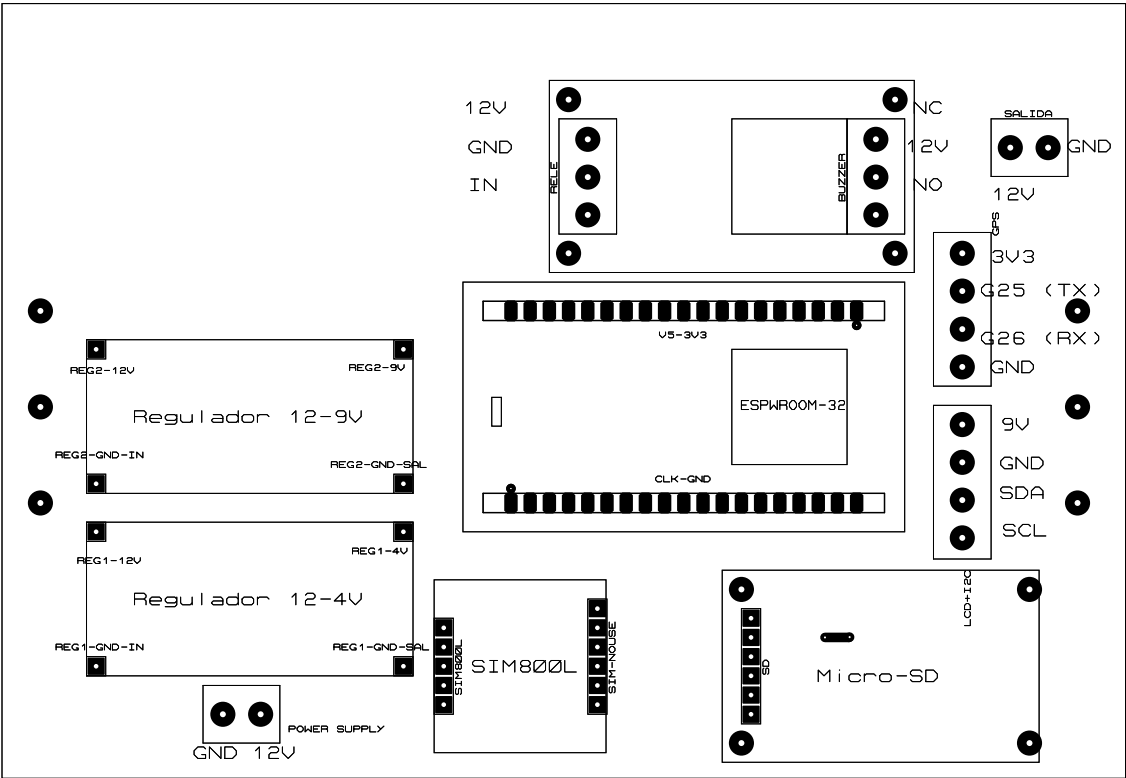 12V
NC
SALIDA
GND
RELE
BUZZER
12V
GND
IN
NO
12V
GPS
3V3
G25 (TX)
G26 (RX)
GND
V5-3V3
ESPWROOM-32
CLK-GND
REG2-12V
REG2-9V
Regulador 12-9V
REG2-GND-IN
REG2-GND-SAL
9V
GND
SDA
SCL
LCD+I2C
REG1-12V
REG1-4V
Regulador 12-4V
REG1-GND-IN
REG1-GND-SAL
SIM800L
SIM800L
SIM-NOUSE
SD
Micro-SD
POWER SUPPLY
GND 12V